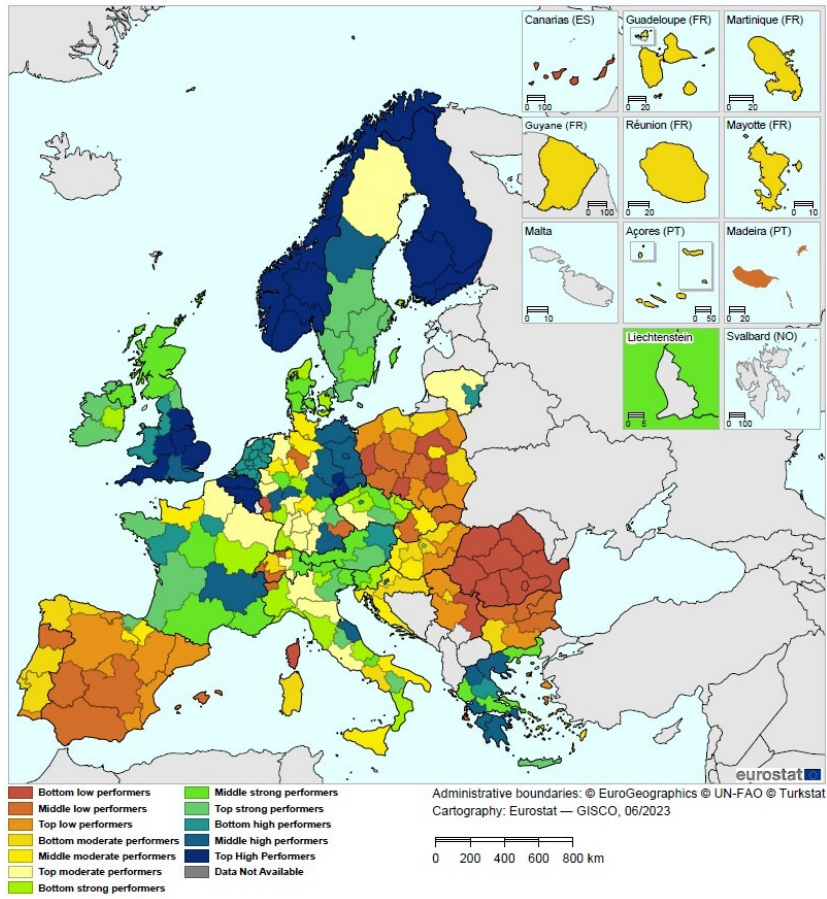 Canarias (ES)
0 100
Guadeloupe (FR)
0 20
Martinique (FR)
0 20
Guyane (FR)
0 100
Réunion (FR)
0 20
Mayotte (FR)
0 10
Malta
0 10
Açores (PT)
0 50
Madeira (PT)
0 20
Liechtenstein
0 5
Svalbard (NO)
0 100
eurostat
Bottom low performers
Middle low performers
Top low performers
Bottom moderate performers
Middle moderate performers
Top moderate performers
Bottom strong performers
Middle strong performers
Top strong performers
Bottom high performers
Middle high performers
Top High Performers
Data Not Available
Administrative boundaries: © EuroGeographics © UN-FAO © Turkstat
Cartography: Eurostat — GISCO, 06/2023
0 200 400 600 800 km